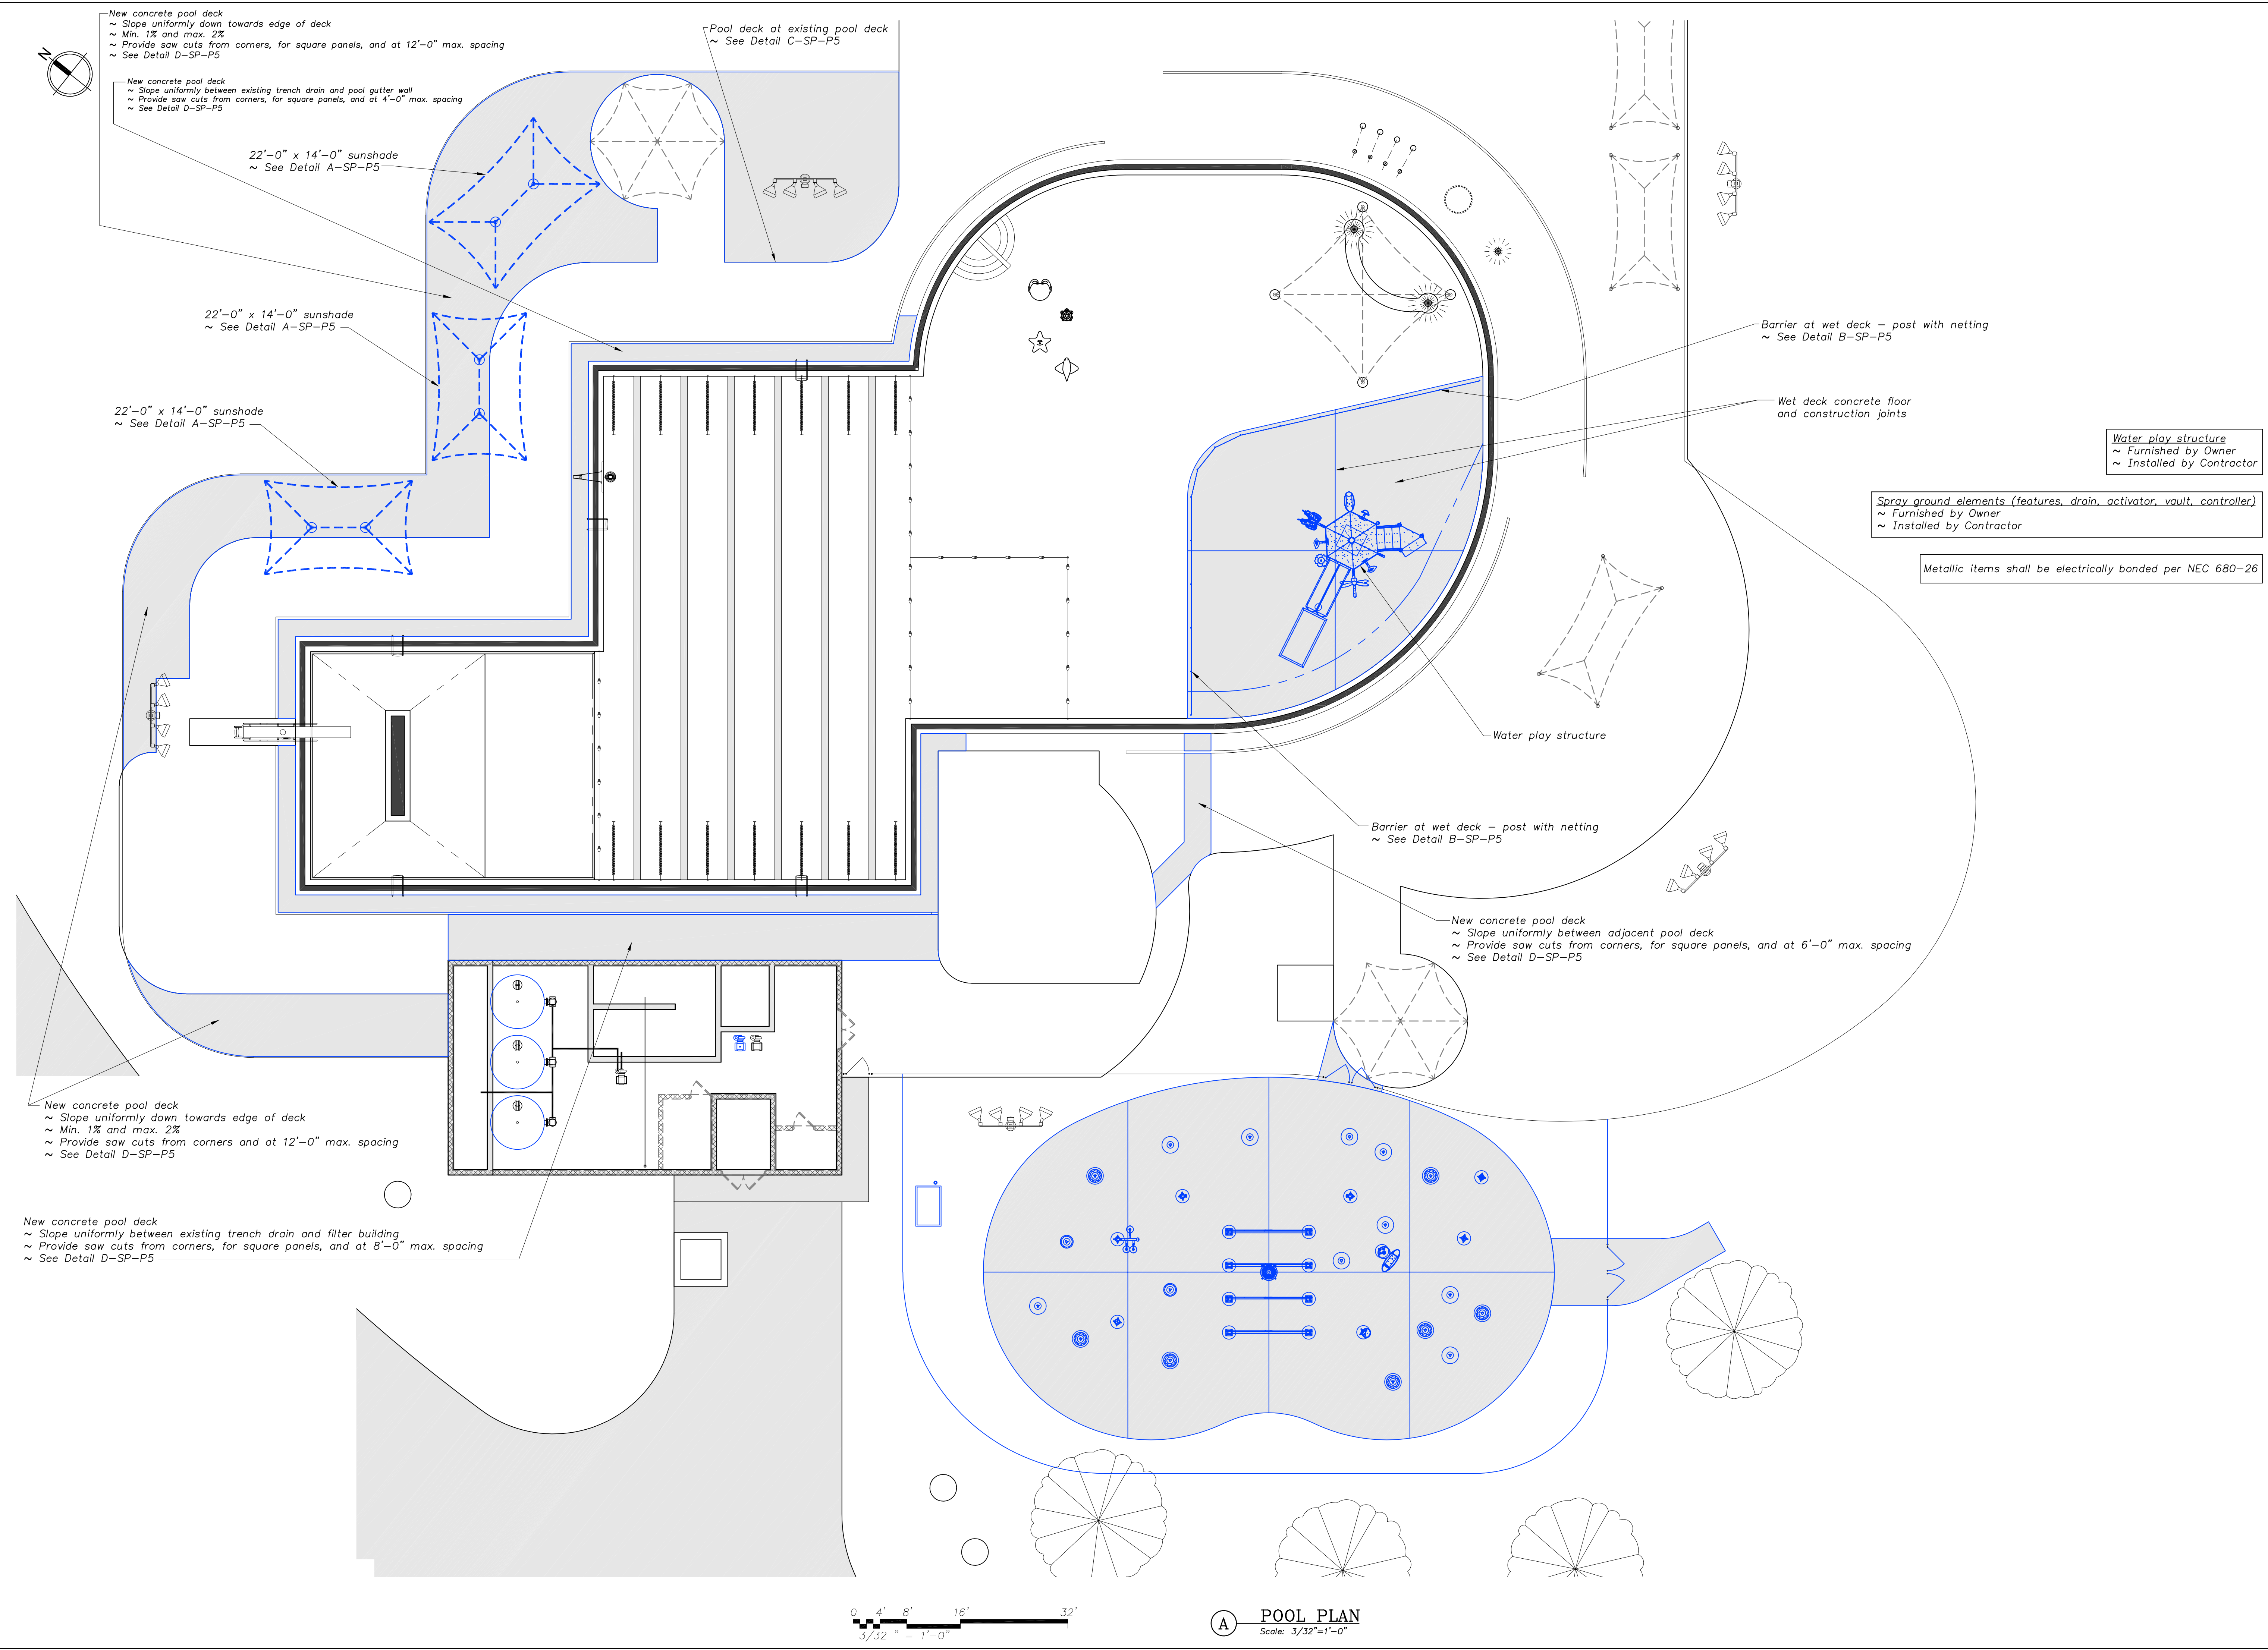 New concrete pool deck
~ Slope uniformly down towards edge of deck
~ Min. 1% and max. 2%
~ Provide saw cuts from corners, for square panels, and at 12'-0" max. spacing
~ See Detail D-SP-P5
N
New concrete pool deck
~ Slope uniformly between existing trench drain and pool gutter wall
~ Provide saw cuts from corners, for square panels, and at 4'-0" max. spacing
~ See Detail D-SP-P5
Pool deck at existing pool deck
~ See Detail C-SP-P5
22'-0" x 14'-0" sunshade
~ See Detail A-SP-P5
22'-0" x 14'-0" sunshade
~ See Detail A-SP-P5
22'-0" x 14'-0" sunshade
~ See Detail A-SP-P5
Barrier at wet deck - post with netting
~ See Detail B-SP-P5
Wet deck concrete floor
and construction joints
Water play structure
~ Furnished by Owner
~ Installed by Contractor
Spray ground elements (features, drain, activator, vault, controller)
~ Furnished by Owner
~ Installed by Contractor
Metallic items shall be electrically bonded per NEC 680-26
Water play structure
Barrier at wet deck - post with netting
~ See Detail B-SP-P5
New concrete pool deck
~ Slope uniformly between adjacent pool deck
~ Provide saw cuts from corners, for square panels, and at 6'-0" max. spacing
~ See Detail D-SP-P5
New concrete pool deck
~ Slope uniformly down towards edge of deck
~ Min. 1% and max. 2%
~ Provide saw cuts from corners and at 12'-0" max. spacing
~ See Detail D-SP-P5
New concrete pool deck
~ Slope uniformly between existing trench drain and filter building
~ Provide saw cuts from corners, for square panels, and at 8'-0" max. spacing
~ See Detail D-SP-P5
0 4' 8' 16' 32'
3/32 " = 1'-0"
A POOL PLAN
Scale: 3/32"=1'-0"